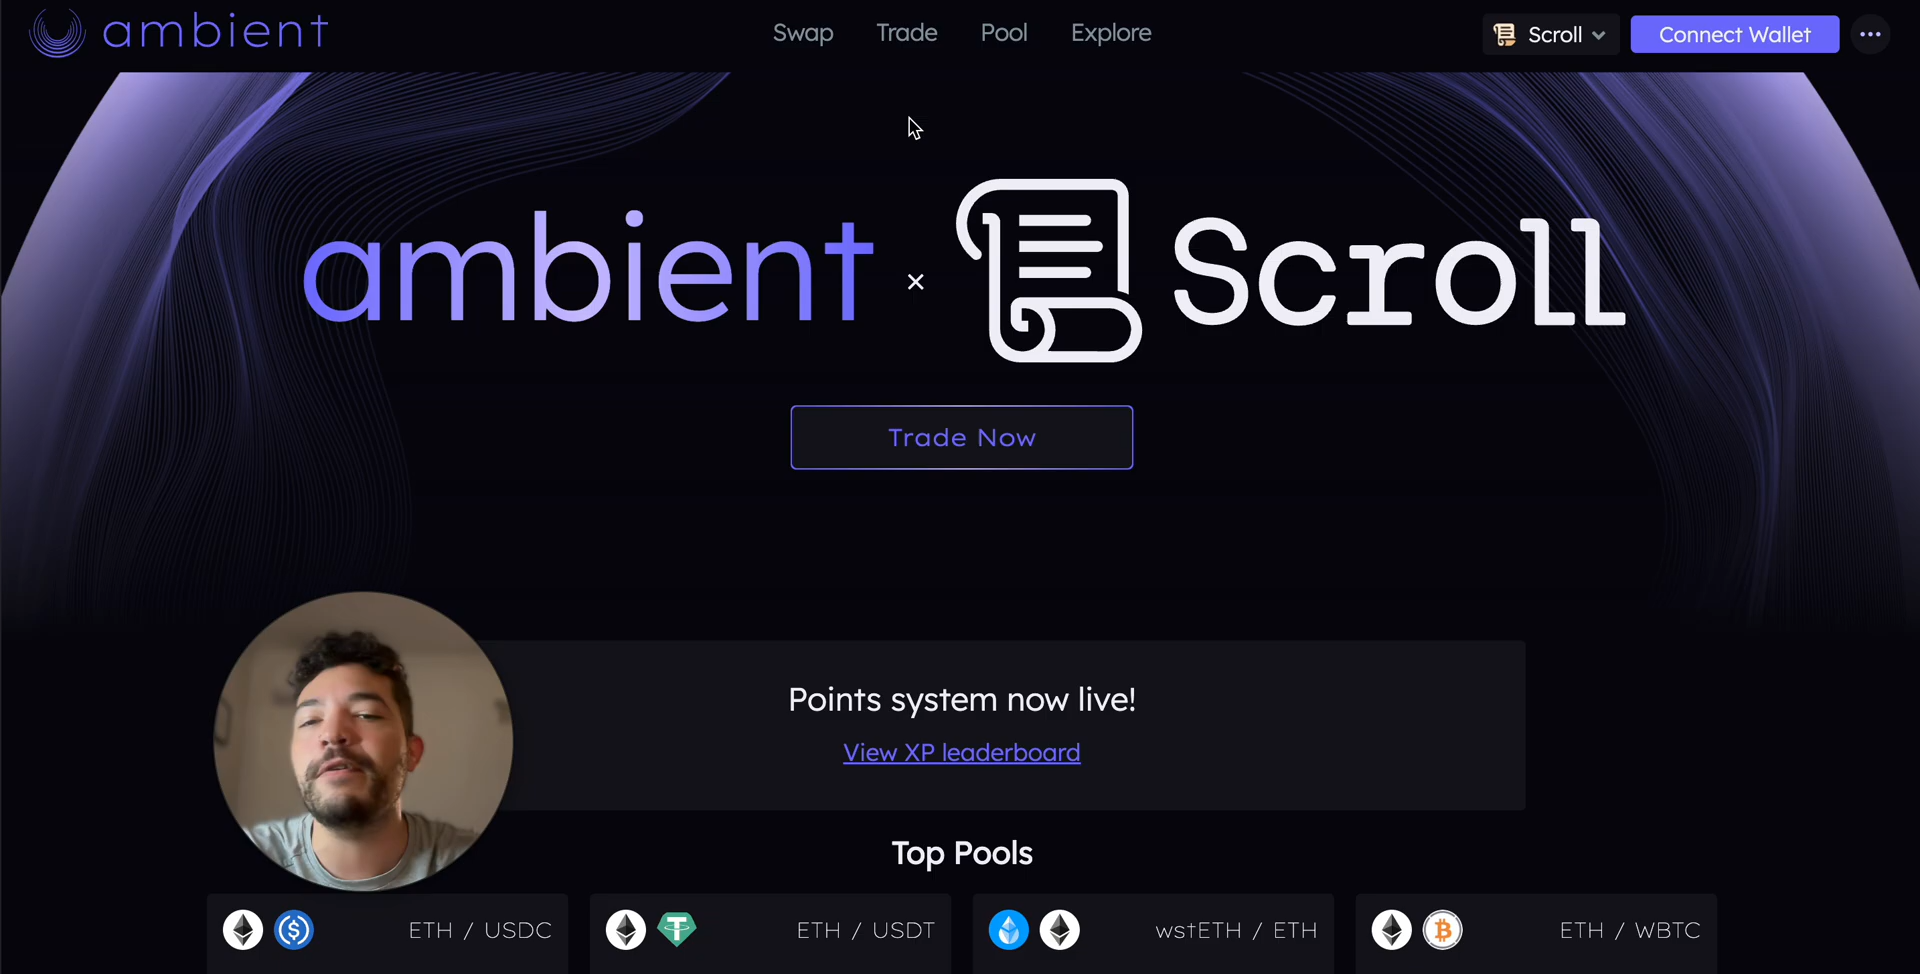 ambient
Swap Trade Pool Explore
Scroll
Connect Wallet
ambient × Scroll
Trade Now
Points system now live!
View XP leaderboard
Top Pools
ETH / USDC
ETH / USDT
wstETH / ETH
ETH / WBTC